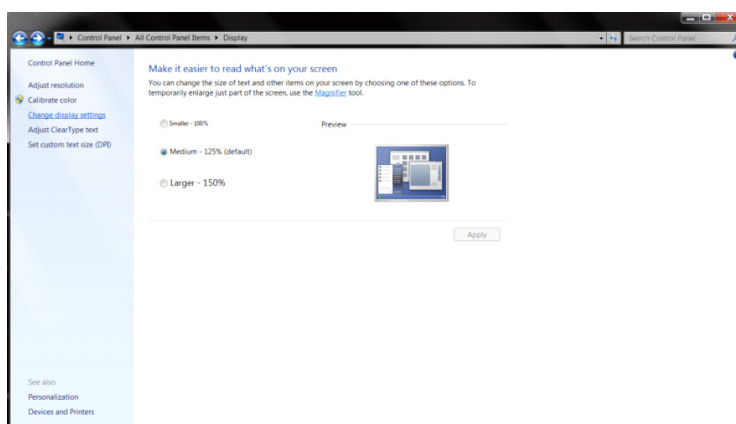 Control Panel ▸ All Control Panel Items ▸ Display
Search Control Panel
Control Panel Home
Adjust resolution
Calibrate color
Change display settings
Adjust ClearType text
Set custom text size (DPI)
Make it easier to read what's on your screen
You can change the size of text and other items on your screen by choosing one of these options. To
temporarily enlarge just part of the screen, use the Magnifier tool.
Smaller - 100%
Preview
Medium - 125% (default)
Larger - 150%
Apply
See also
Personalization
Devices and Printers